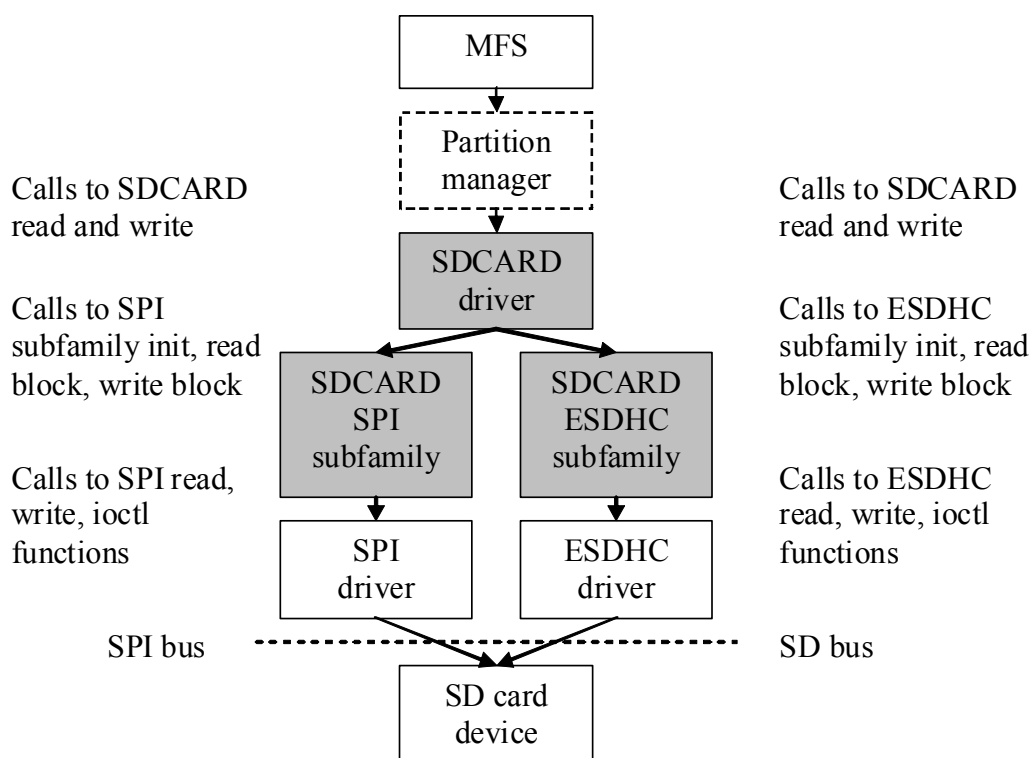 MFS
Partition
manager
Calls to SDCARD
read and write
Calls to SDCARD
read and write
SDCARD
driver
Calls to SPI
subfamily init, read
block, write block
Calls to ESDHC
subfamily init, read
block, write block
SDCARD
SPI
subfamily
SDCARD
ESDHC
subfamily
Calls to SPI read,
write, ioctl
functions
Calls to ESDHC
read, write, ioctl
functions
SPI
driver
ESDHC
driver
SPI bus
SD bus
SD card
device